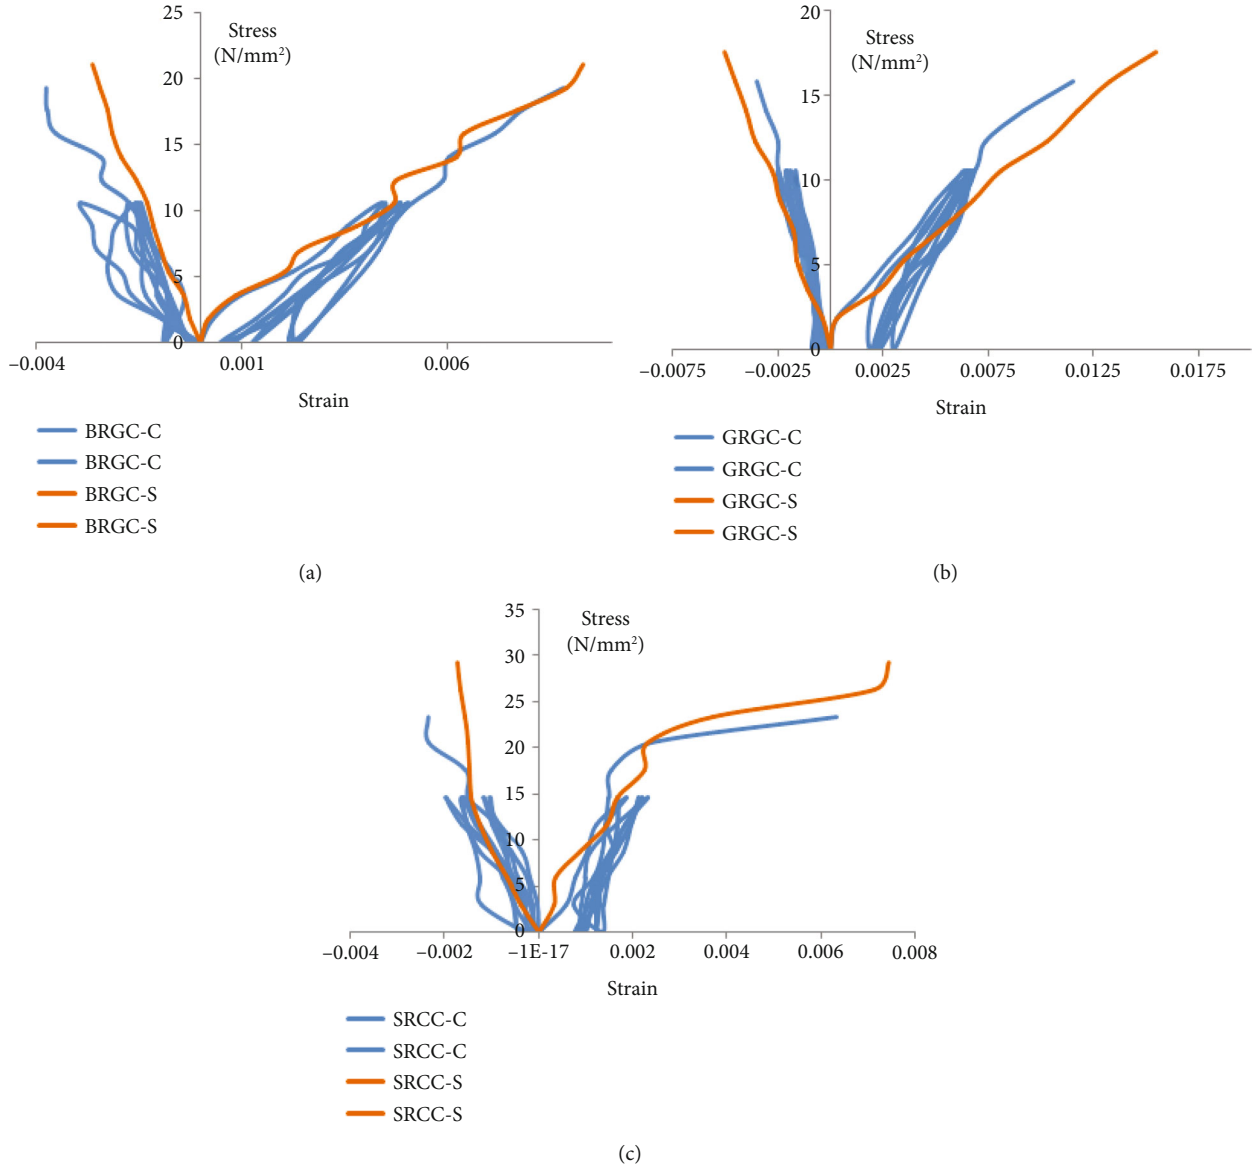 25
20
15
10
5
0
Stress
(N/mm²)
−0.004
0.001
0.006
Strain
BRGC-C
BRGC-C
BRGC-S
BRGC-S
(a)
20
15
10
5
0
Stress
(N/mm²)
−0.0075
−0.0025
0.0025
0.0075
0.0125
0.0175
Strain
GRGC-C
GRGC-C
GRGC-S
GRGC-S
(b)
35
30
25
20
15
10
5
0
Stress
(N/mm²)
−0.004
−0.002
−1E-17
0.002
0.004
0.006
0.008
Strain
SRCC-C
SRCC-C
SRCC-S
SRCC-S
(c)